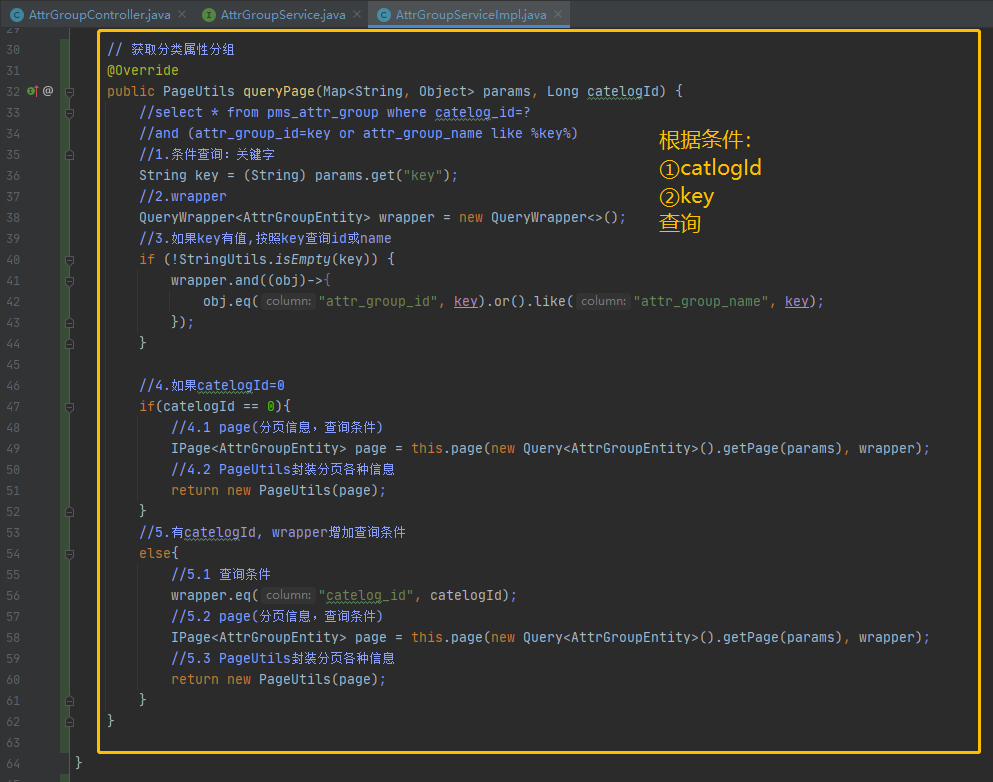 AttrGroupController.java
AttrGroupService.java
AttrGroupServiceImpl.java
29
30 // 获取分类属性分组
31 @Override
32 public PageUtils queryPage(Map<String, Object> params, Long catelogId) {
33 //select * from pms_attr_group where catelog_id=?
34 //and (attr_group_id=key or attr_group_name like %key%)
35 //1.条件查询: 关键字
36 String key = (String) params.get("key");
37 //2.wrapper
38 QueryWrapper<AttrGroupEntity> wrapper = new QueryWrapper<>();
39 //3.如果key有值,按照key查询id或name
40 if (!StringUtils.isEmpty(key)) {
41 wrapper.and((obj)->{
42 obj.eq( column: "attr_group_id", key).or().like( column: "attr_group_name", key);
43 });
44 }
45
46 //4.如果catelogId=0
47 if(catelogId == 0){
48 //4.1 page(分页信息，查询条件)
49 IPage<AttrGroupEntity> page = this.page(new Query<AttrGroupEntity>().getPage(params), wrapper);
50 //4.2 PageUtils封装分页各种信息
51 return new PageUtils(page);
52 }
53 //5.有catelogId, wrapper增加查询条件
54 else{
55 //5.1 查询条件
56 wrapper.eq( column: "catelog_id", catelogId);
57 //5.2 page(分页信息，查询条件)
58 IPage<AttrGroupEntity> page = this.page(new Query<AttrGroupEntity>().getPage(params), wrapper);
59 //5.3 PageUtils封装分页各种信息
60 return new PageUtils(page);
61 }
62 }
63
64 }
根据条件:
①catlogId
②key
查询